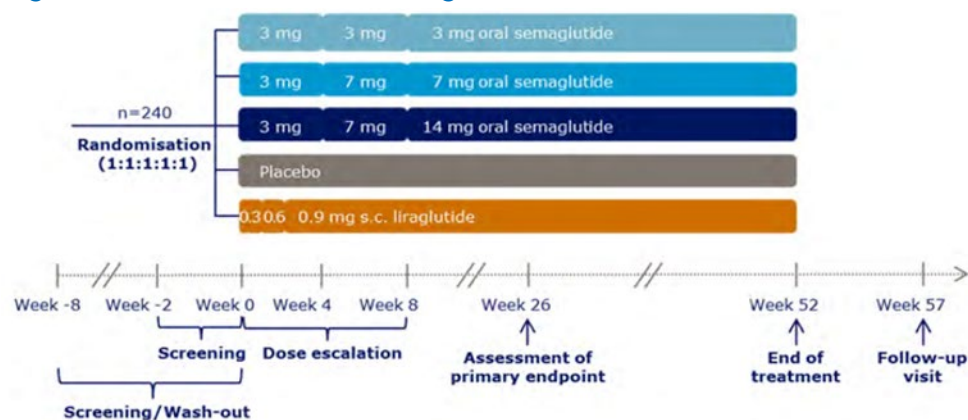 3 mg 3 mg 3 mg oral semaglutide
3 mg 7 mg 7 mg oral semaglutide
n=240
3 mg 7 mg 14 mg oral semaglutide
Randomisation
(1:1:1:1:1)
Placebo
0.3 0.6 0.9 mg s.c. liraglutide
Week -8 Week -2 Week 0 Week 4 Week 8 Week 26 Week 52 Week 57
Screening Dose escalation Assessment of primary endpoint End of treatment Follow-up visit
Screening/Wash-out